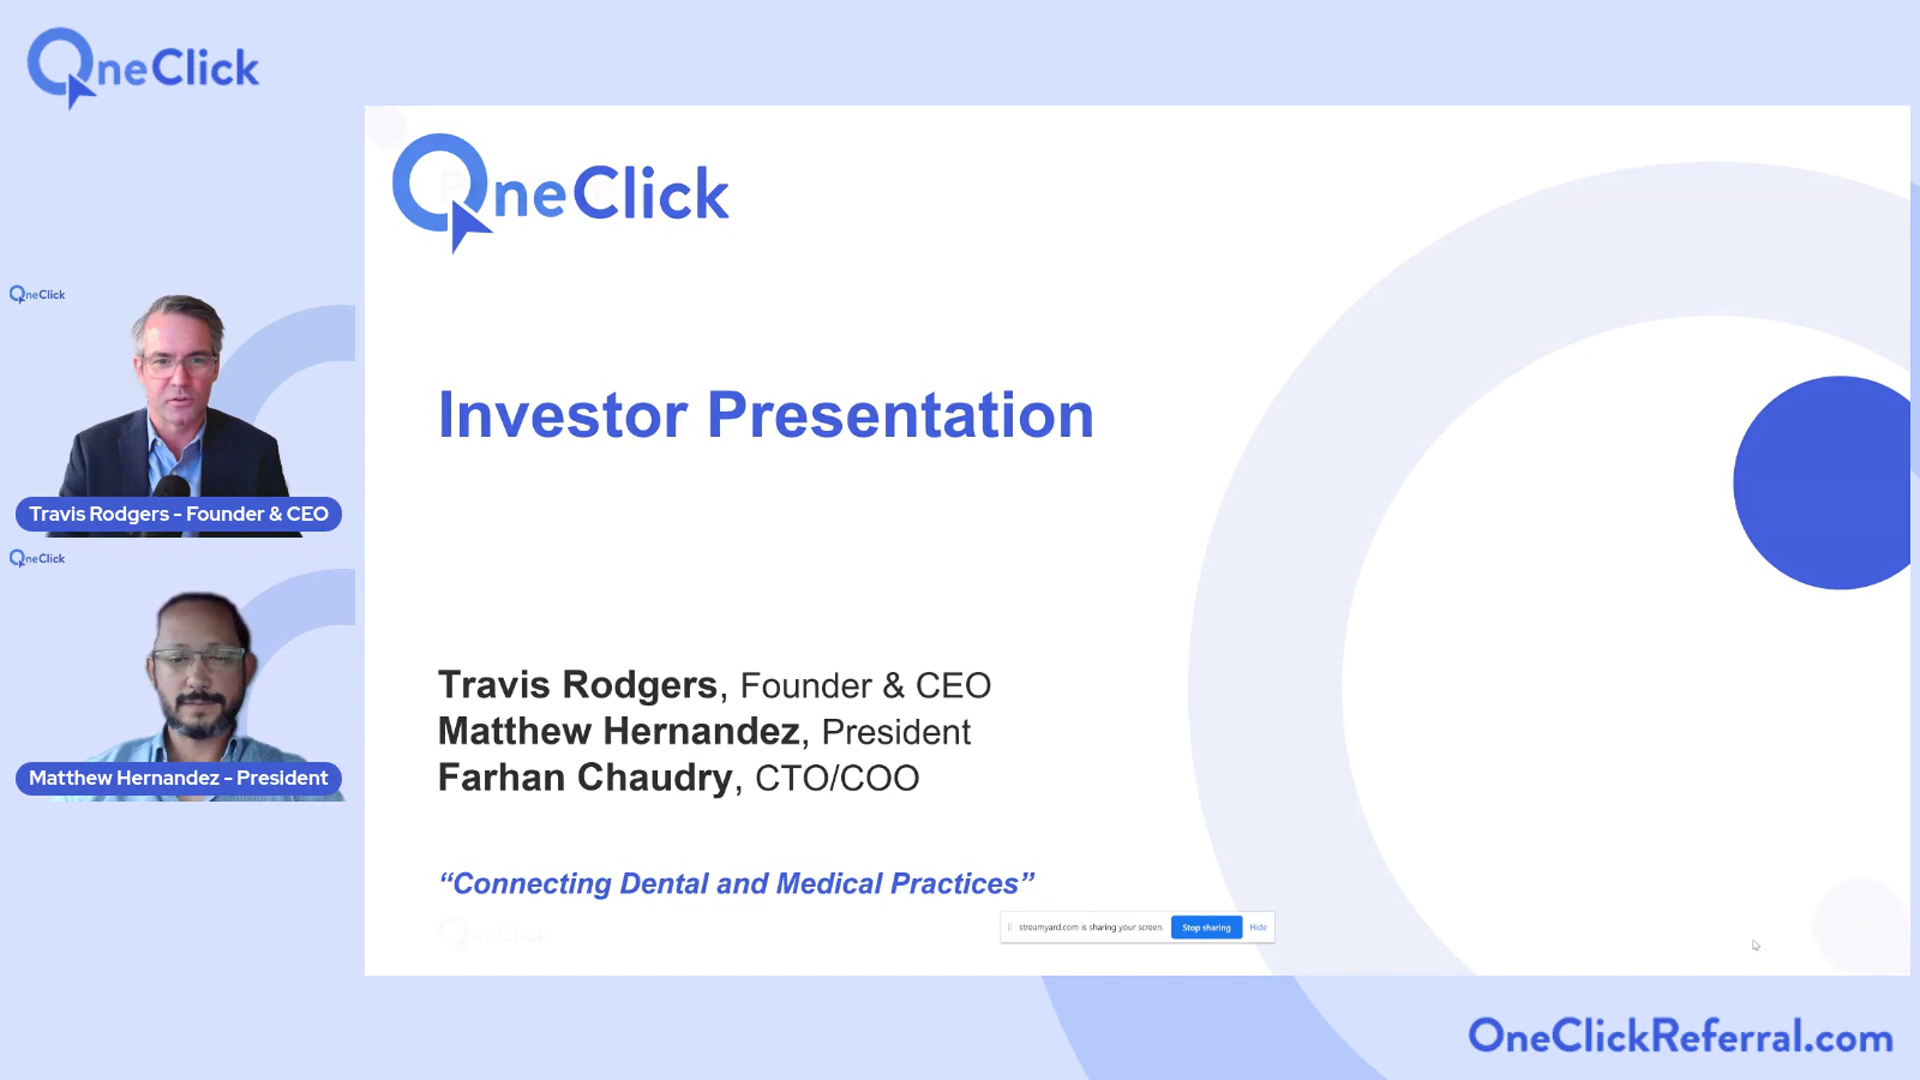 OneClick
OneClick
Investor Presentation
Travis Rodgers, Founder & CEO
Matthew Hernandez, President
Farhan Chaudry, CTO/COO
“Connecting Dental and Medical Practices”
streamyard.com is sharing your screen.
Stop sharing
Hide
OneClick
Travis Rodgers - Founder & CEO
OneClick
Matthew Hernandez - President
OneClickReferral.com